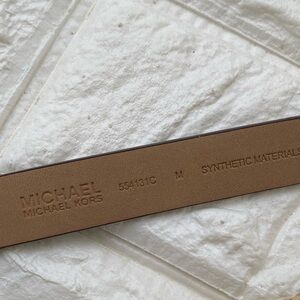 MICHAEL
MICHAEL KORS
554131C M SYNTHETIC MATERIALS